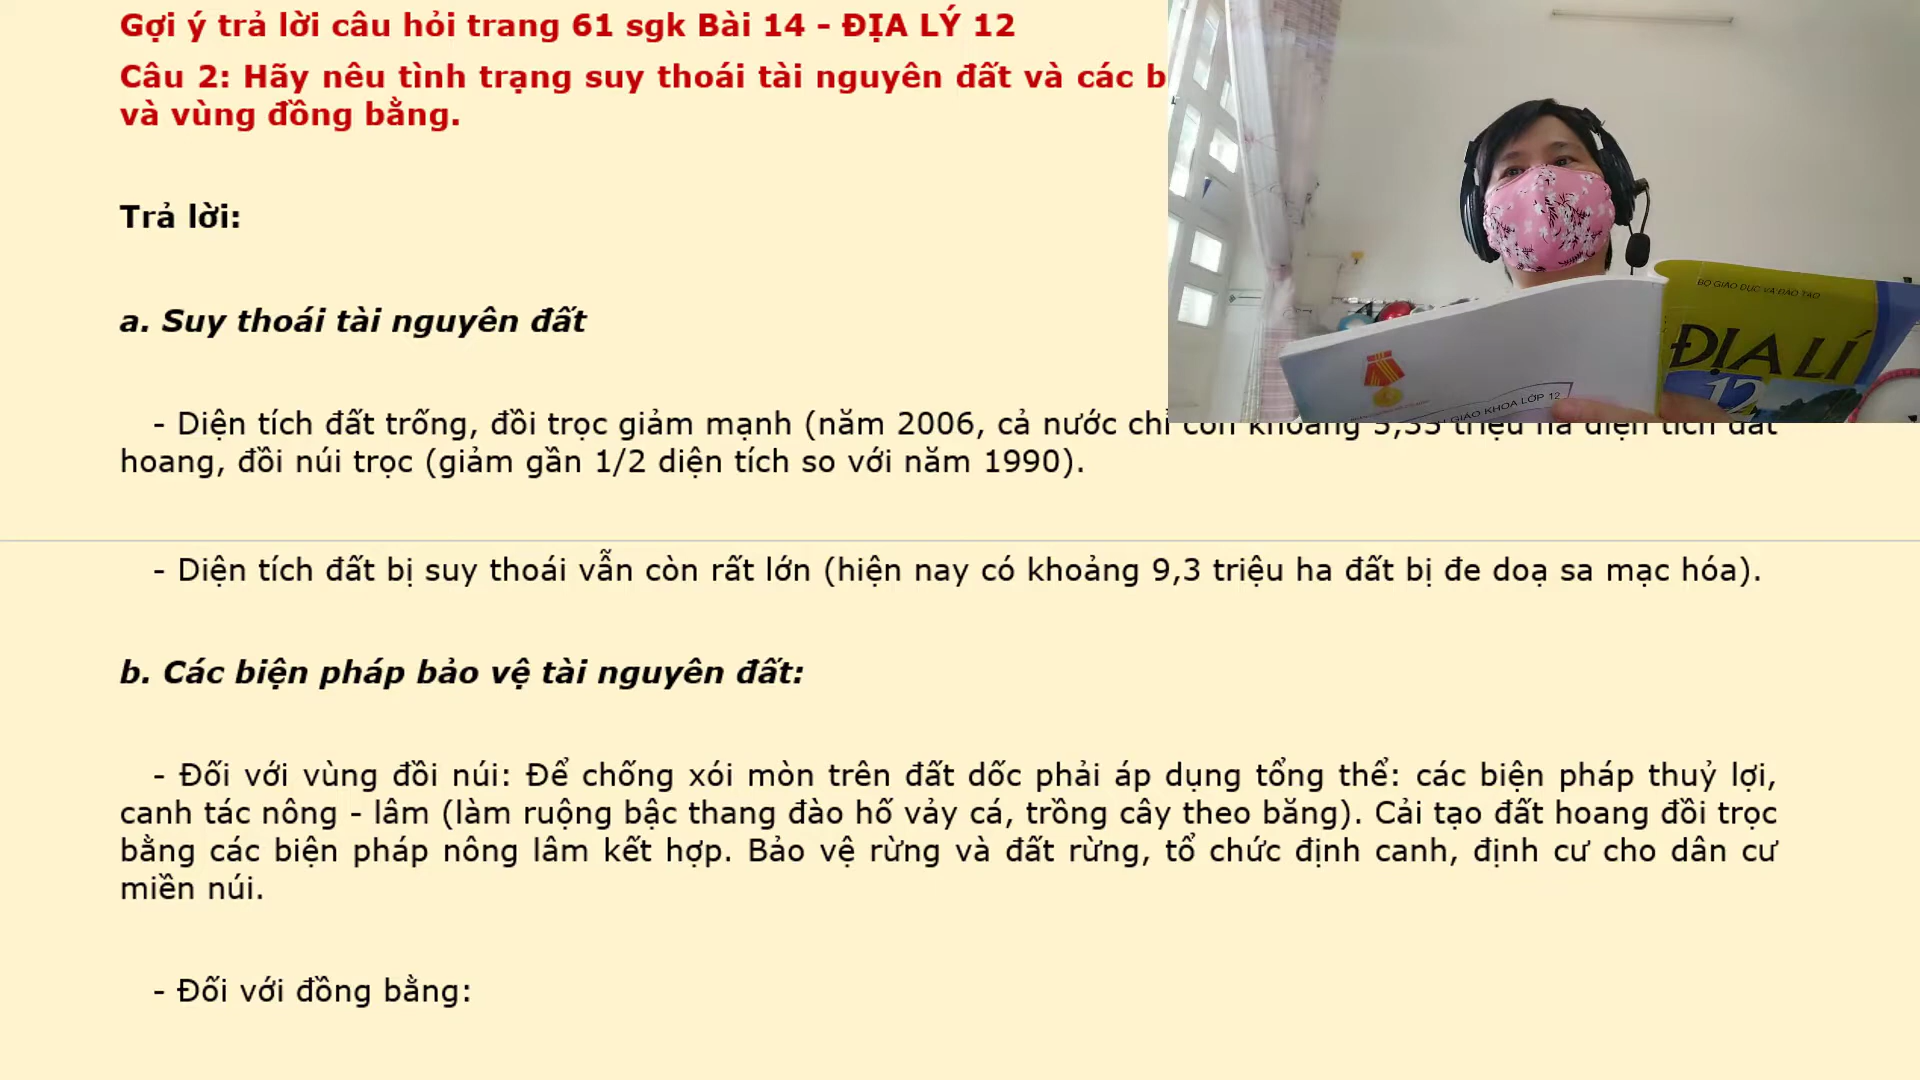 Gợi ý trả lời câu hỏi trang 61 sgk Bài 14 - ĐỊA LÝ 12
Câu 2: Hãy nêu tình trạng suy thoái tài nguyên đất và các b
và vùng đồng bằng.
Trả lời:
a. Suy thoái tài nguyên đất
- Diện tích đất trống, đồi trọc giảm mạnh (năm 2006, cả nước chỉ còn khoảng 5,35 triệu ha diện tích đất
hoang, đồi núi trọc (giảm gần 1/2 diện tích so với năm 1990).
- Diện tích đất bị suy thoái vẫn còn rất lớn (hiện nay có khoảng 9,3 triệu ha đất bị đe doạ sa mạc hóa).
b. Các biện pháp bảo vệ tài nguyên đất:
- Đối với vùng đồi núi: Để chống xói mòn trên đất dốc phải áp dụng tổng thể: các biện pháp thuỷ lợi,
canh tác nông - lâm (làm ruộng bậc thang đào hố vảy cá, trồng cây theo băng). Cải tạo đất hoang đồi trọc
bằng các biện pháp nông lâm kết hợp. Bảo vệ rừng và đất rừng, tổ chức định canh, định cư cho dân cư
miền núi.
- Đối với đồng bằng:
BỘ GIÁO DỤC VÀ ĐÀO TẠO
ĐỊA LÍ
12
GIÁO KHOA LỚP 12